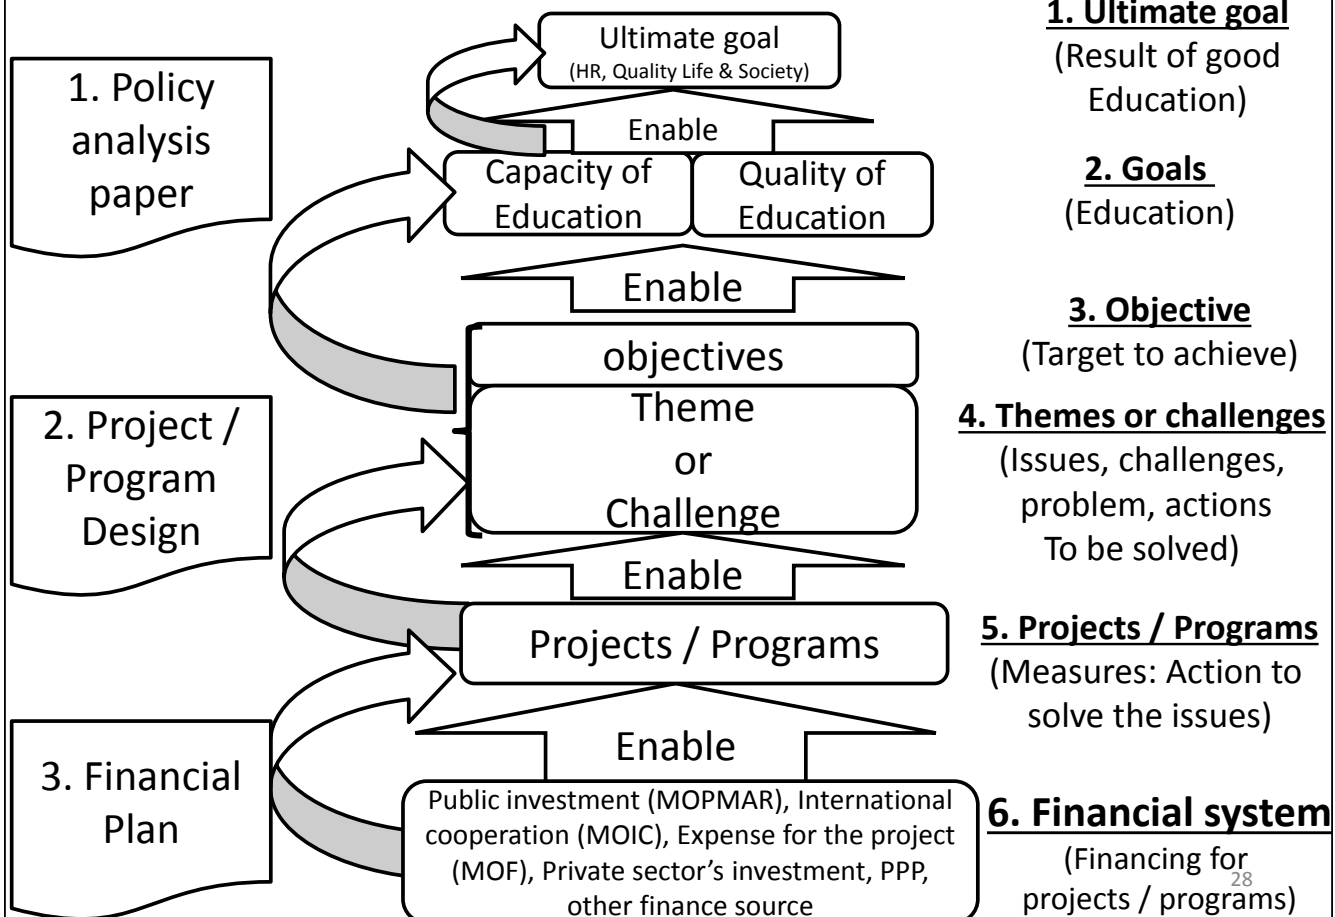 1. Policy
analysis
paper
2. Project /
Program
Design
3. Financial
Plan
Ultimate goal
(HR, Quality Life & Society)
Enable
Capacity of
Education
Quality of
Education
Enable
objectives
Theme
or
Challenge
Enable
Projects / Programs
Enable
Public investment (MOPMAR), International
cooperation (MOIC), Expense for the project
(MOF), Private sector's investment, PPP,
other finance source
1. Ultimate goal
(Result of good
Education)
2. Goals
(Education)
3. Objective
(Target to achieve)
4. Themes or challenges
(Issues, challenges,
problem, actions
To be solved)
5. Projects / Programs
(Measures: Action to
solve the issues)
6. Financial system
(Financing for
projects / programs)
28